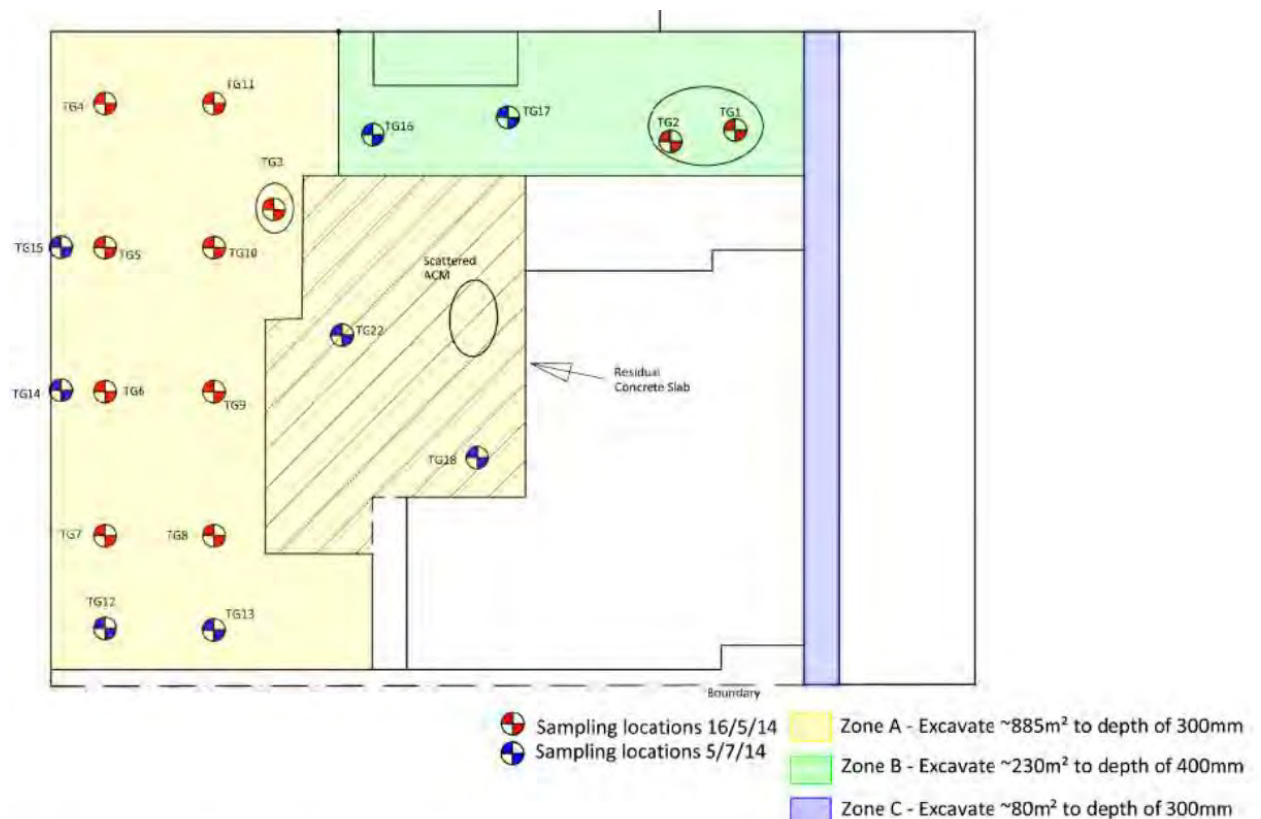 TG4
TG11
TG16
TG17
TG2
TG1
TG3
TG15
TG5
TG10
Scattered
ACM
TG22
Residual
Concrete Slab
TG14
TG6
TG9
TG18
TG7
TG8
TG12
TG13
Boundary
Sampling locations 16/5/14
Sampling locations 5/7/14
Zone A - Excavate ~885m² to depth of 300mm
Zone B - Excavate ~230m² to depth of 400mm
Zone C - Excavate ~80m² to depth of 300mm